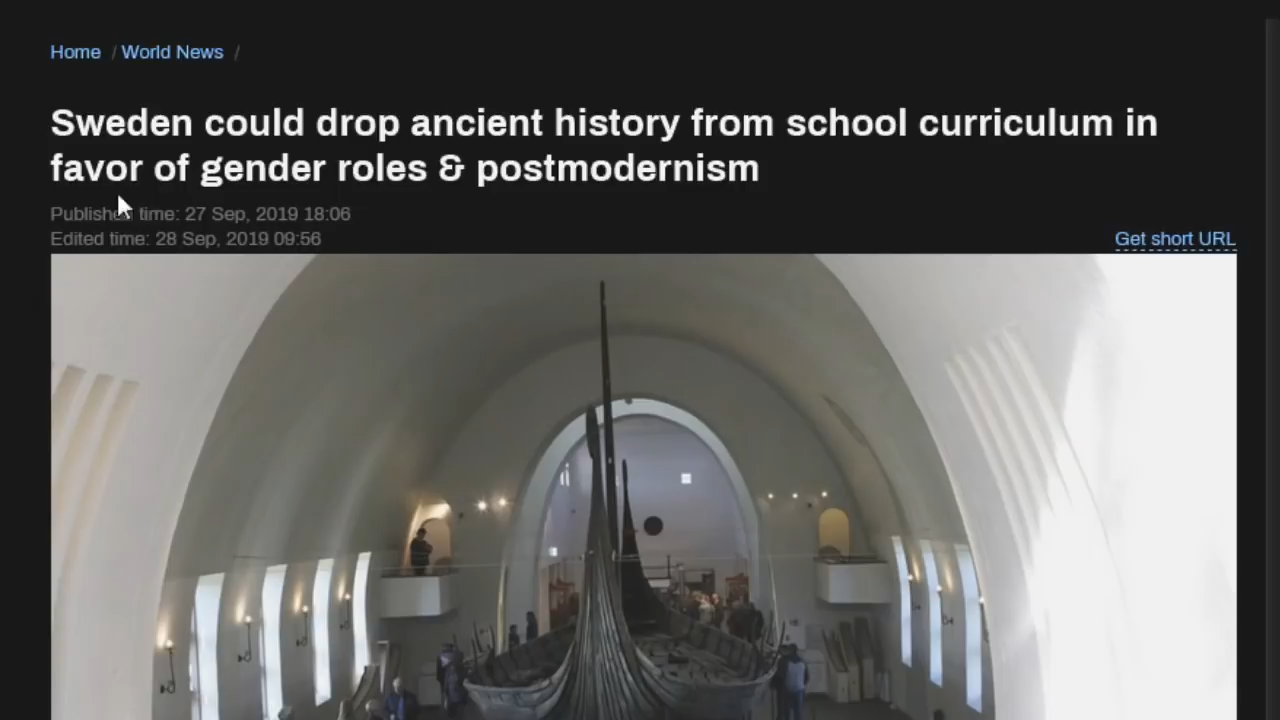 Home / World News /
Sweden could drop ancient history from school curriculum in
favor of gender roles & postmodernism
Published time: 27 Sep, 2019 18:06
Edited time: 28 Sep, 2019 09:56
Get short URL